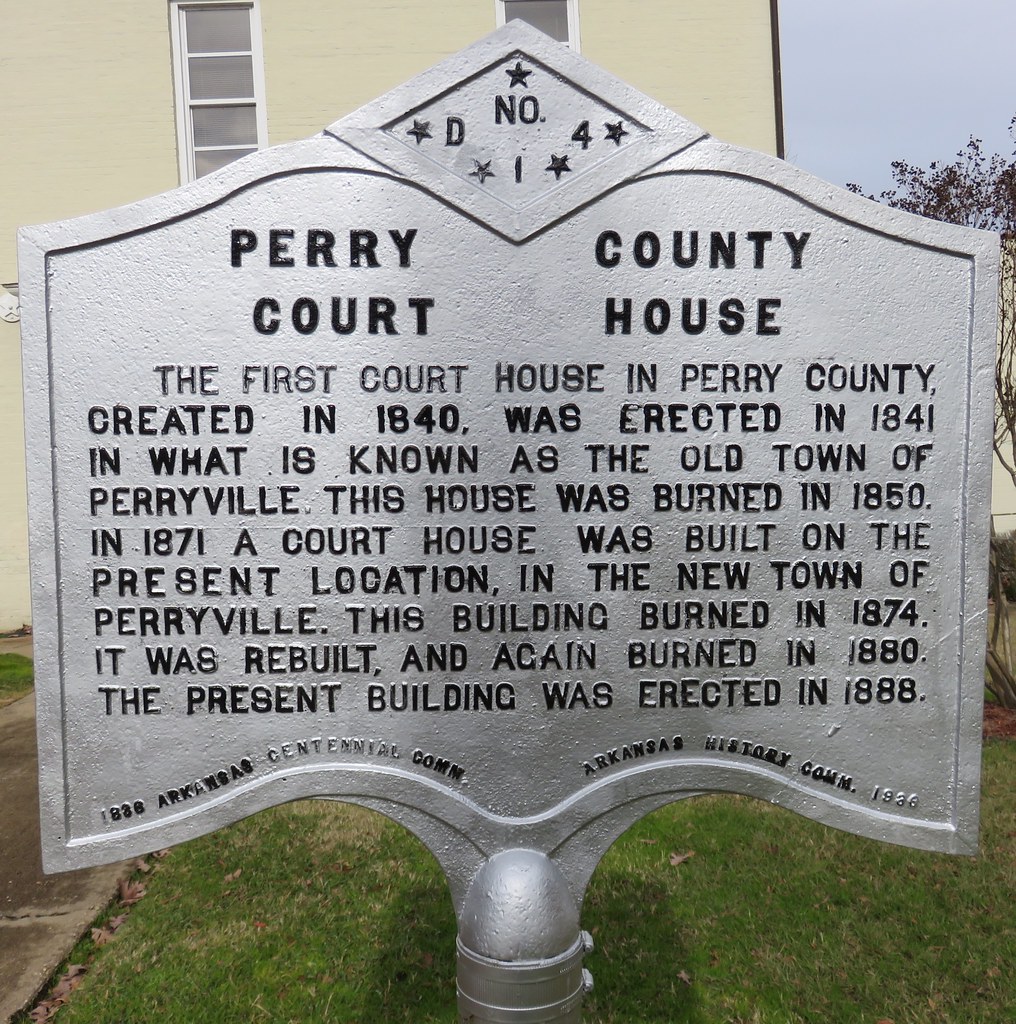 NO.
D 4
1
PERRY COUNTY
COURT HOUSE
THE FIRST COURT HOUSE IN PERRY COUNTY,
CREATED IN 1840, WAS ERECTED IN 1841
IN WHAT IS KNOWN AS THE OLD TOWN OF
PERRYVILLE. THIS HOUSE WAS BURNED IN 1850.
IN 1871 A COURT HOUSE WAS BUILT ON THE
PRESENT LOCATION, IN THE NEW TOWN OF
PERRYVILLE. THIS BUILDING BURNED IN 1874.
IT WAS REBUILT, AND AGAIN BURNED IN 1880.
THE PRESENT BUILDING WAS ERECTED IN 1888.
1836 ARKANSAS CENTENNIAL COMM.
ARKANSAS HISTORY COMM. 1936